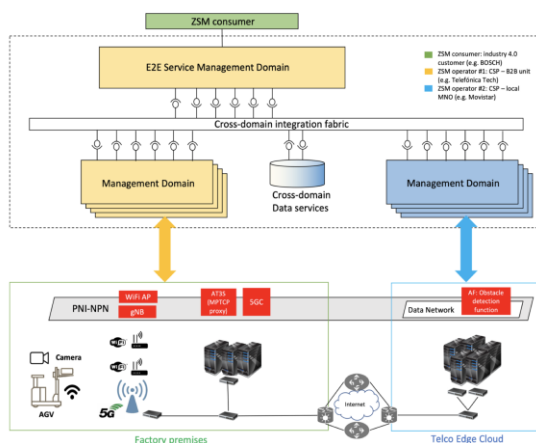 ZSM consumer
E2E Service Management Domain
ZSM consumer: industry 4.0
customer (e.g. BOSCH)
ZSM operator #1: CSP – B2B unit
(e.g. Telefónica Tech)
ZSM operator #2: CSP – local
MNO (e.g. Movistar)
Cross-domain integration fabric
Management Domain
Cross-domain
Data services
Management Domain
PNI-NPN
WiFi AP
gNB
AT3S
(MPTCP
proxy)
5GC
Data Network
AF: Obstacle
detection
function
Camera
AGV
WiFi
WiFi
5G
Internet
Factory premises
Telco Edge Cloud